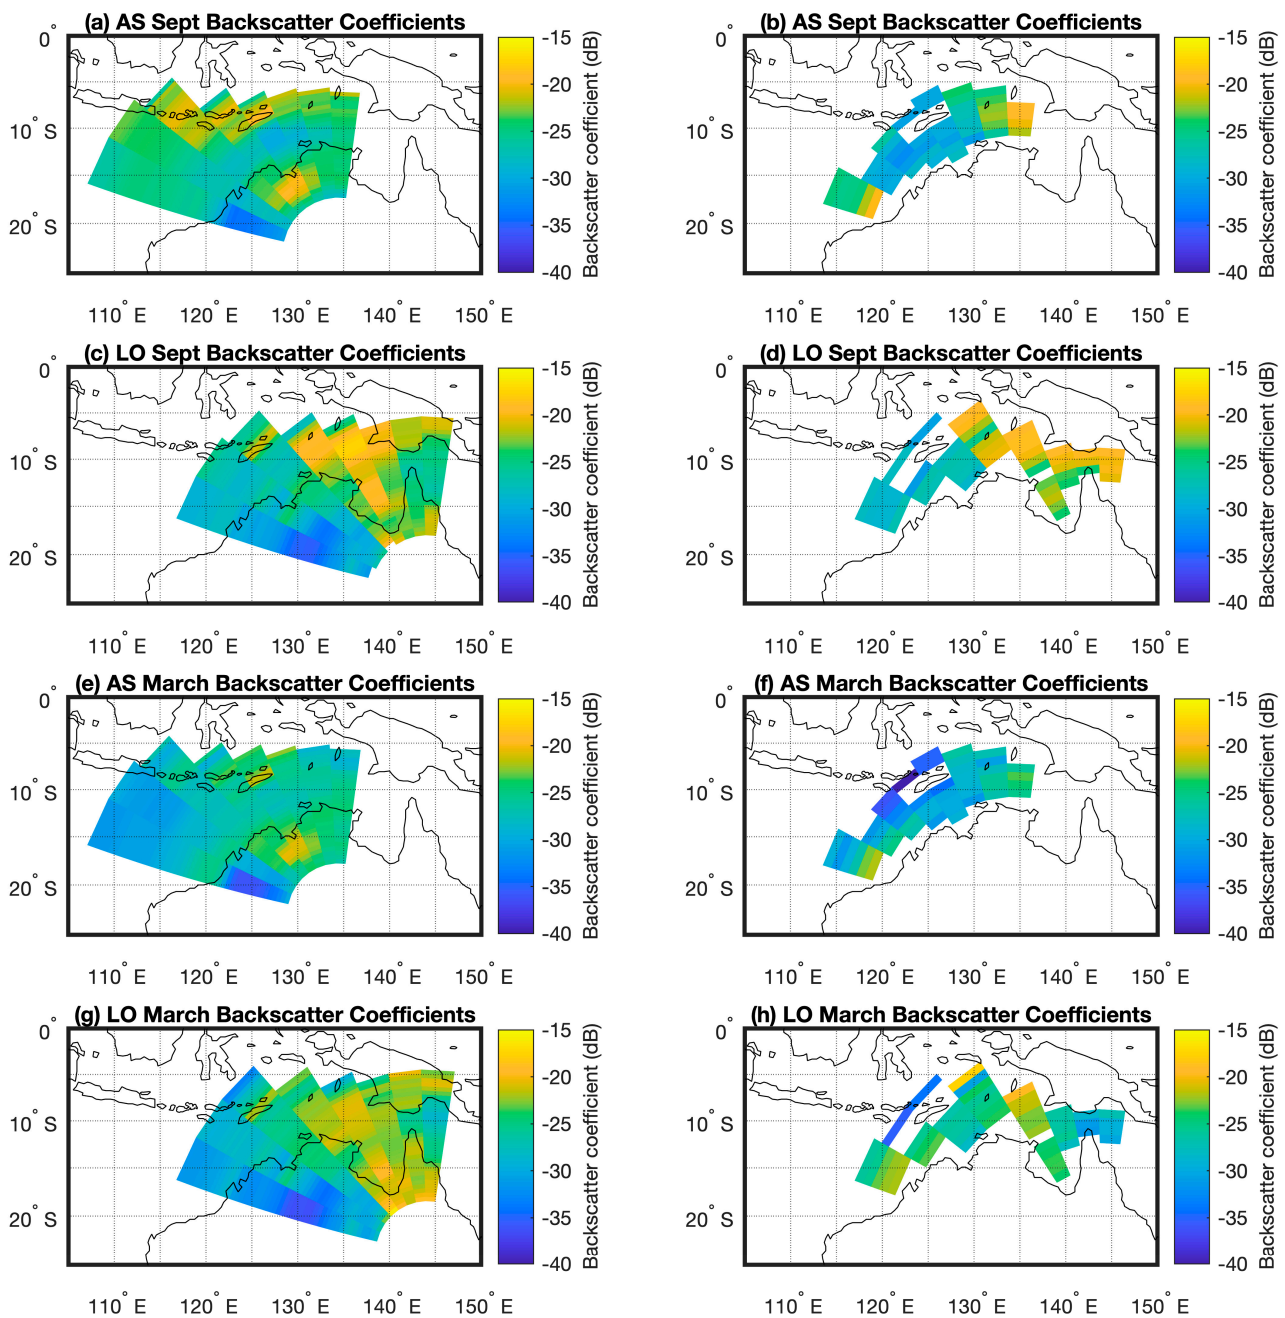 (a) AS Sept Backscatter Coefficients
0°
10° S
20° S
110° E 120° E 130° E 140° E 150° E
-15
-20
-25
-30
-35
-40
Backscatter coefficient (dB)
(b) AS Sept Backscatter Coefficients
0°
10° S
20° S
110° E 120° E 130° E 140° E 150° E
-15
-20
-25
-30
-35
-40
Backscatter coefficient (dB)
(c) LO Sept Backscatter Coefficients
0°
10° S
20° S
110° E 120° E 130° E 140° E 150° E
-15
-20
-25
-30
-35
-40
Backscatter coefficient (dB)
(d) LO Sept Backscatter Coefficients
0°
10° S
20° S
110° E 120° E 130° E 140° E 150° E
-15
-20
-25
-30
-35
-40
Backscatter coefficient (dB)
(e) AS March Backscatter Coefficients
0°
10° S
20° S
110° E 120° E 130° E 140° E 150° E
-15
-20
-25
-30
-35
-40
Backscatter coefficient (dB)
(f) AS March Backscatter Coefficients
0°
10° S
20° S
110° E 120° E 130° E 140° E 150° E
-15
-20
-25
-30
-35
-40
Backscatter coefficient (dB)
(g) LO March Backscatter Coefficients
0°
10° S
20° S
110° E 120° E 130° E 140° E 150° E
-15
-20
-25
-30
-35
-40
Backscatter coefficient (dB)
(h) LO March Backscatter Coefficients
0°
10° S
20° S
110° E 120° E 130° E 140° E 150° E
-15
-20
-25
-30
-35
-40
Backscatter coefficient (dB)